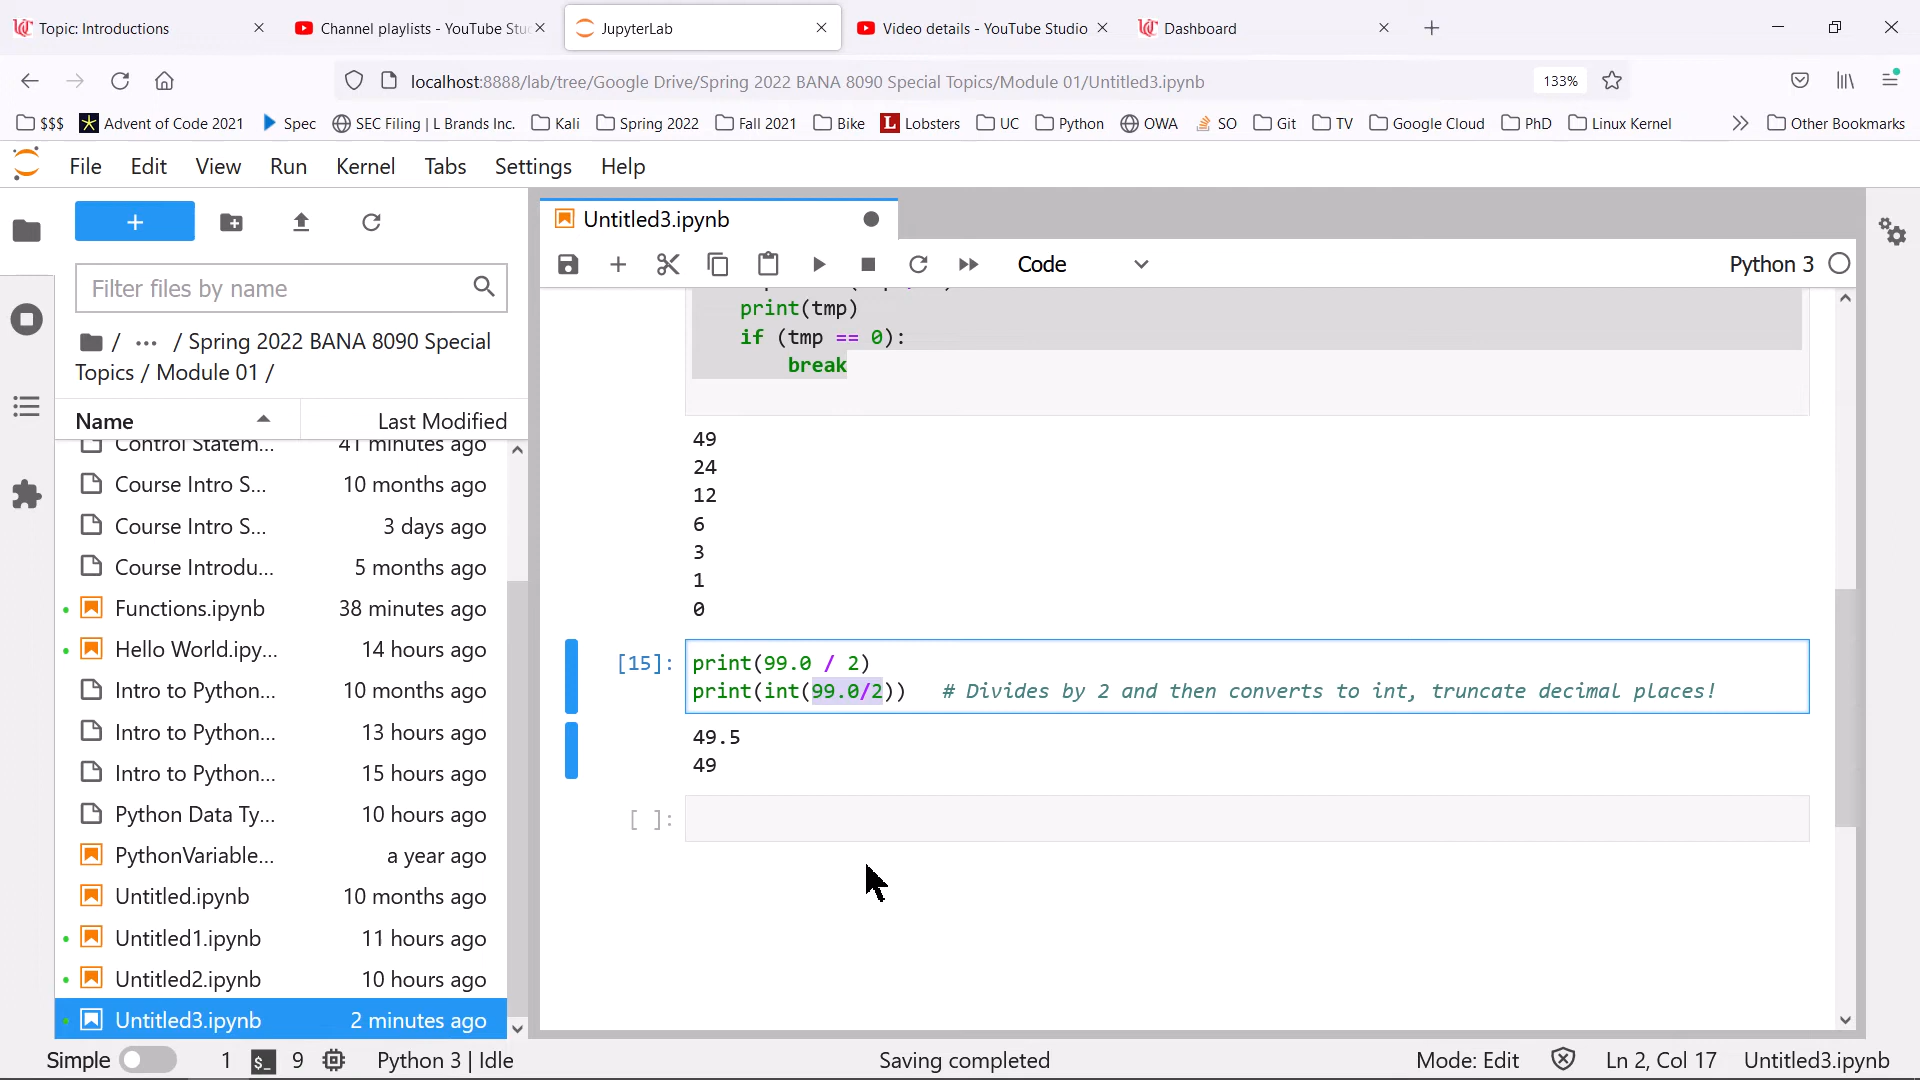 Topic: Introductions
Channel playlists - YouTube Stu
JupyterLab
Video details - YouTube Studio
Dashboard
localhost:8888/lab/tree/Google Drive/Spring 2022 BANA 8090 Special Topics/Module 01/Untitled3.ipynb
133%
$$$
Advent of Code 2021
Spec
SEC Filing | L Brands Inc.
Kali
Spring 2022
Fall 2021
Bike
Lobsters
UC
Python
OWA
SO
Git
TV
Google Cloud
PhD
Linux Kernel
Other Bookmarks
File Edit View Run Kernel Tabs Settings Help
Filter files by name
/ ··· / Spring 2022 BANA 8090 Special
Topics / Module 01 /
Name Last Modified
Control Statem... 41 minutes ago
Course Intro S... 10 months ago
Course Intro S... 3 days ago
Course Introdu... 5 months ago
Functions.ipynb 38 minutes ago
Hello World.ipy... 14 hours ago
Intro to Python... 10 months ago
Intro to Python... 13 hours ago
Intro to Python... 15 hours ago
Python Data Ty... 10 hours ago
PythonVariable... a year ago
Untitled.ipynb 10 months ago
Untitled1.ipynb 11 hours ago
Untitled2.ipynb 10 hours ago
Untitled3.ipynb 2 minutes ago
Untitled3.ipynb
Code
Python 3
print(tmp)
if (tmp == 0):
break
49
24
12
6
3
1
0
[15]: print(99.0 / 2)
print(int(99.0/2)) # Divides by 2 and then converts to int, truncate decimal places!
49.5
49
[ ]:
Simple 1 $_ 9 Python 3 | Idle Saving completed Mode: Edit Ln 2, Col 17 Untitled3.ipynb